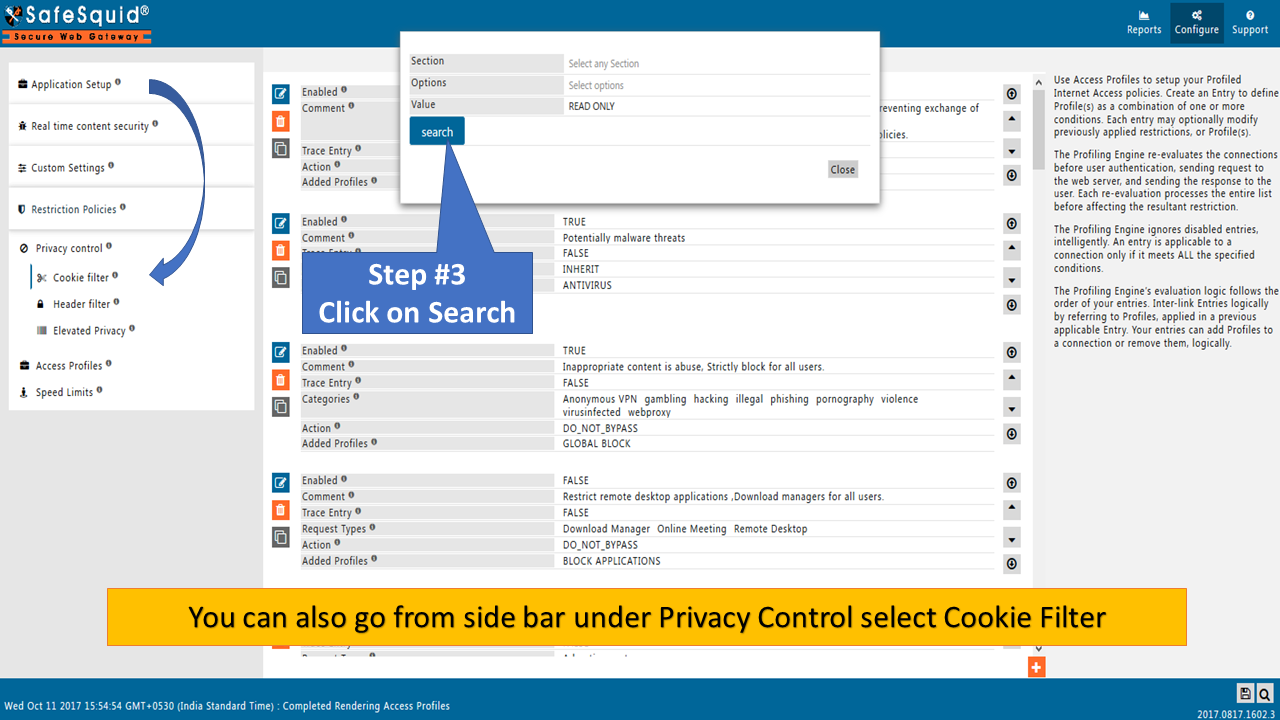 SafeSquid®
Secure Web Gateway
Reports
Configure
Support
Application Setup
Real time content security
Custom Settings
Restriction Policies
Privacy control
Cookie filter
Header filter
Elevated Privacy
Access Profiles
Speed Limits
Section Select any Section
Options Select options
Value READ ONLY
search
Close
Enabled
Comment reventing exchange of
licies.
Trace Entry
Action
Added Profiles
Enabled TRUE
Comment Potentially malware threats
FALSE
INHERIT
ANTIVIRUS
Step #3
Click on Search
Enabled TRUE
Comment Inappropriate content is abuse, Strictly block for all users.
Trace Entry FALSE
Categories Anonymous VPN gambling hacking illegal phishing pornography violence
virusinfected webproxy
Action DO_NOT_BYPASS
Added Profiles GLOBAL BLOCK
Enabled FALSE
Comment Restrict remote desktop applications ,Download managers for all users.
Trace Entry FALSE
Request Types Download Manager Online Meeting Remote Desktop
Action DO_NOT_BYPASS
Added Profiles BLOCK APPLICATIONS
You can also go from side bar under Privacy Control select Cookie Filter
Use Access Profiles to setup your Profiled
Internet Access policies. Create an Entry to define
Profile(s) as a combination of one or more
conditions. Each entry may optionally modify
previously applied restrictions, or Profile(s).
The Profiling Engine re-evaluates the connections
before user authentication, sending request to
the web server, and sending the response to the
user. Each re-evaluation processes the entire list
before affecting the resultant restriction.
The Profiling Engine ignores disabled entries,
intelligently. An entry is applicable to a
connection only if it meets ALL the specified
conditions.
The Profiling Engine's evaluation logic follows the
order of your entries. Inter-link Entries logically
by referring to Profiles, applied in a previous
applicable Entry. Your entries can add Profiles to
a connection or remove them, logically.
Wed Oct 11 2017 15:54:54 GMT+0530 (India Standard Time) : Completed Rendering Access Profiles
2017.0817.1602.3